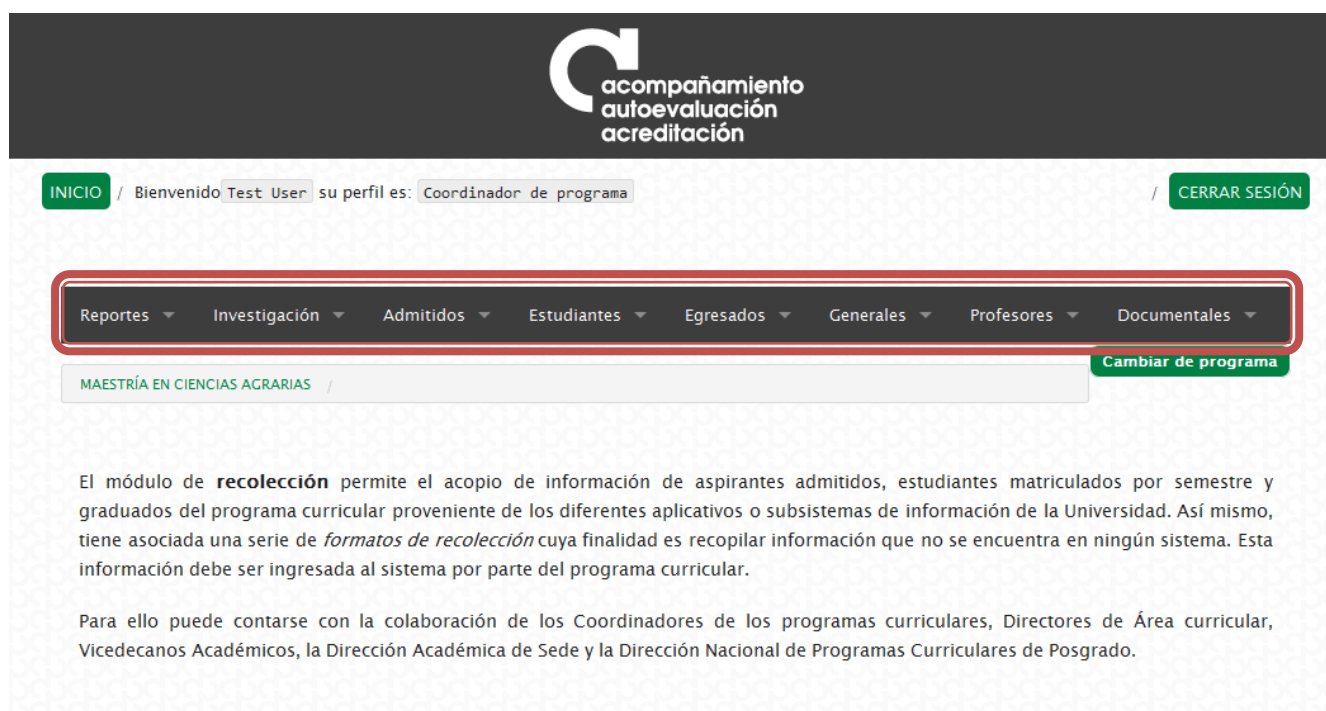 acompañamiento
autoevaluación
acreditación
INICIO / Bienvenido Test User su perfil es: Coordinador de programa / CERRAR SESIÓN
Reportes Investigación Admitidos Estudiantes Egresados Generales Profesores Documentales
Cambiar de programa
MAESTRÍA EN CIENCIAS AGRARIAS /
El módulo de recolección permite el acopio de información de aspirantes admitidos, estudiantes matriculados por semestre y
graduados del programa curricular proveniente de los diferentes aplicativos o subsistemas de información de la Universidad. Así mismo,
tiene asociada una serie de formatos de recolección cuya finalidad es recopilar información que no se encuentra en ningún sistema. Esta
información debe ser ingresada al sistema por parte del programa curricular.
Para ello puede contarse con la colaboración de los Coordinadores de los programas curriculares, Directores de Área curricular,
Vicedecanos Académicos, la Dirección Académica de Sede y la Dirección Nacional de Programas Curriculares de Posgrado.